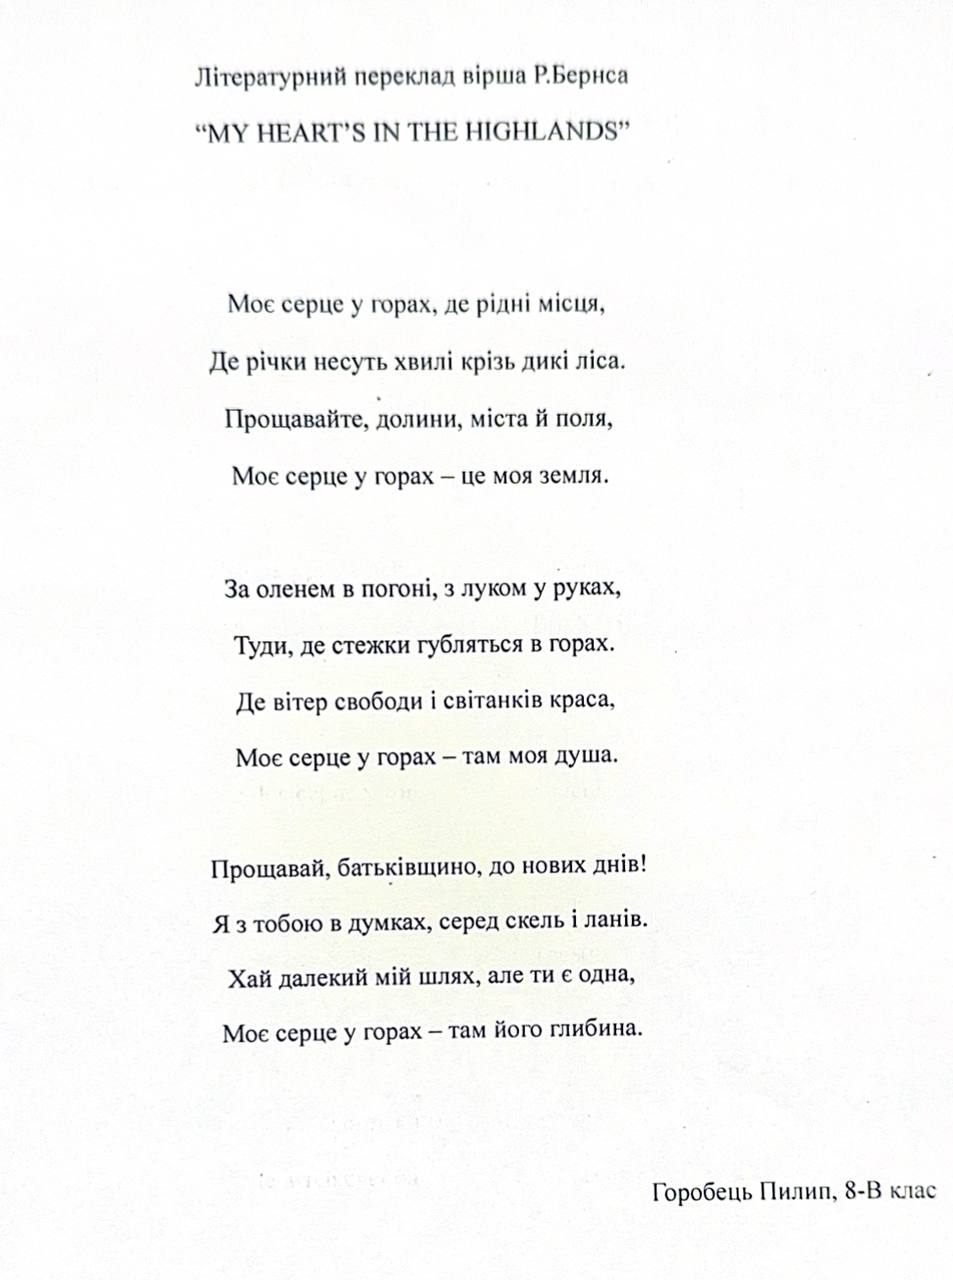 Літературний переклад вірша Р.Бернса
“MY HEART’S IN THE HIGHLANDS”
Моє серце у горах, де рідні місця,
Де річки несуть хвилі крізь дикі ліса.
Прощавайте, долини, міста й поля,
Моє серце у горах – це моя земля.
За оленем в погоні, з луком у руках,
Туди, де стежки губляться в горах.
Де вітер свободи і світанків краса,
Моє серце у горах – там моя душа.
Прощавай, батьківщино, до нових днів!
Я з тобою в думках, серед скель і ланів.
Хай далекий мій шлях, але ти є одна,
Моє серце у горах – там його глибина.
Горобець Пилип, 8-В клас